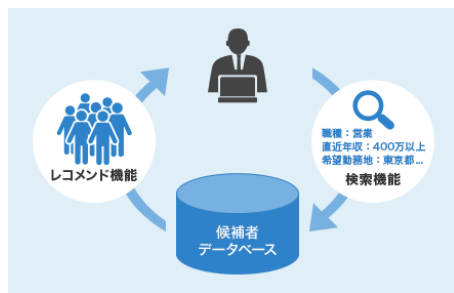 職種：営業
直近年収：400万以上
希望勤務地：東京都...
検索機能
レコメンド機能
候補者
データベース